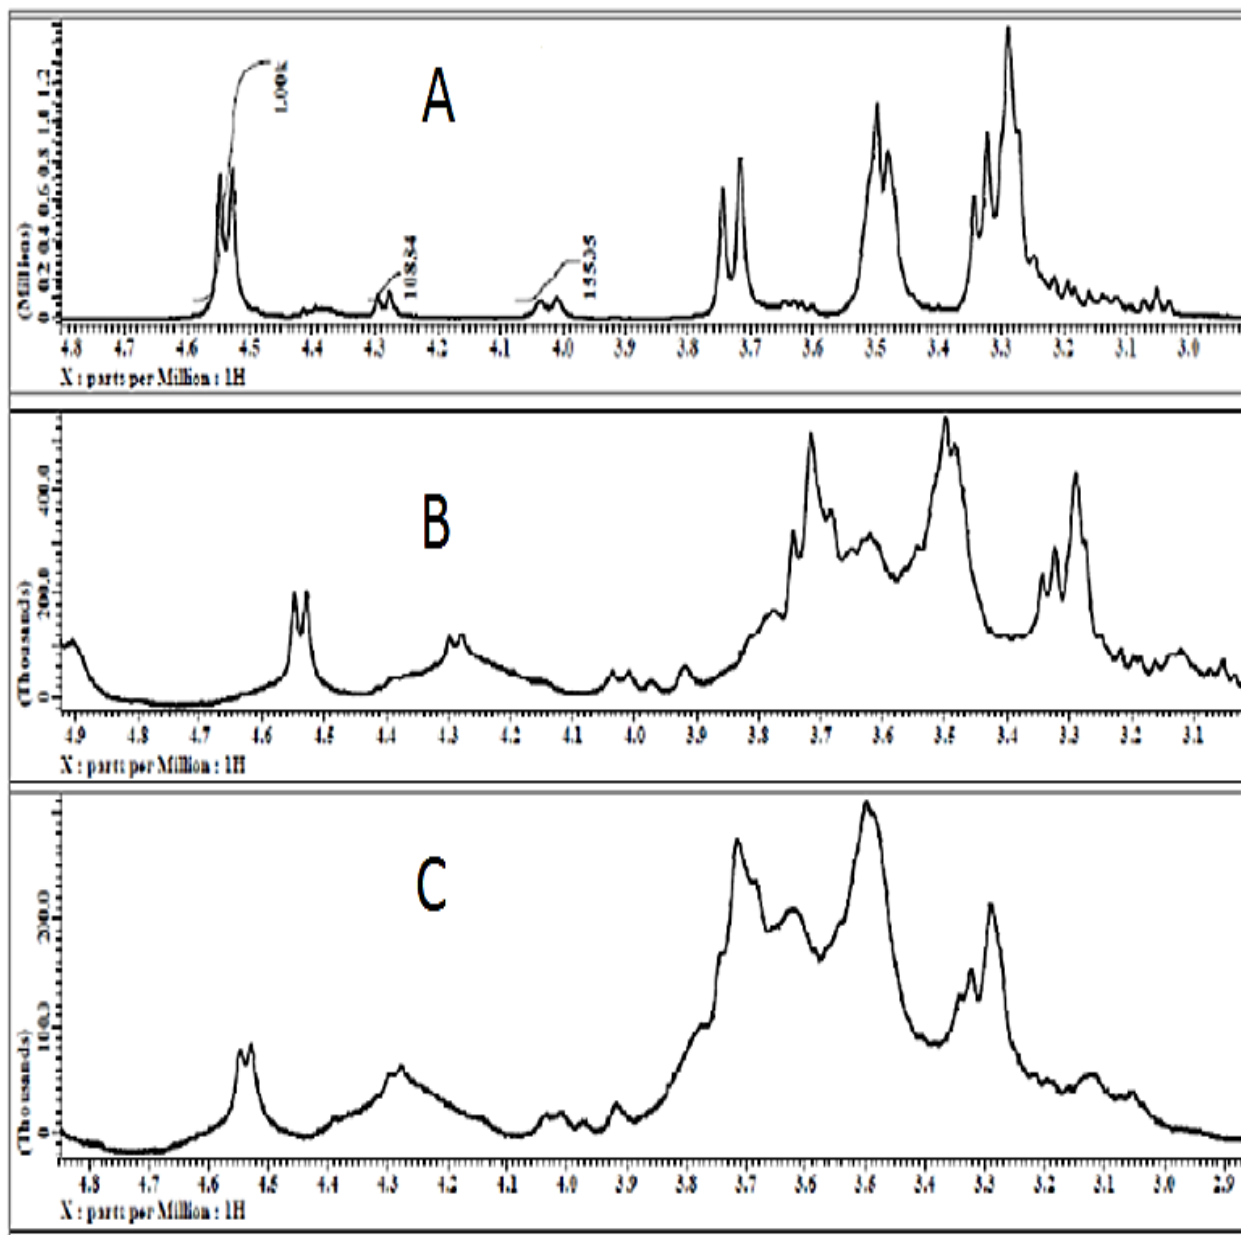 A
(Millions)
0 0.2 0.4 0.6 0.8 1.0 1.2
1.00k
4.8 4.7 4.6 4.5 4.4 4.3 4.2 4.1 4.0 3.9 3.8 3.7 3.6 3.5 3.4 3.3 3.2 3.1 3.0
X : parts per Million : 1H
B
(Thousands)
0 200.0 400.0
4.9 4.8 4.7 4.6 4.5 4.4 4.3 4.2 4.1 4.0 3.9 3.8 3.7 3.6 3.5 3.4 3.3 3.2 3.1
X : parts per Million : 1H
C
(Thousands)
0 100.0 200.0
4.8 4.7 4.6 4.5 4.4 4.3 4.2 4.1 4.0 3.9 3.8 3.7 3.6 3.5 3.4 3.3 3.2 3.1 3.0 2.9
X : parts per Million : 1H